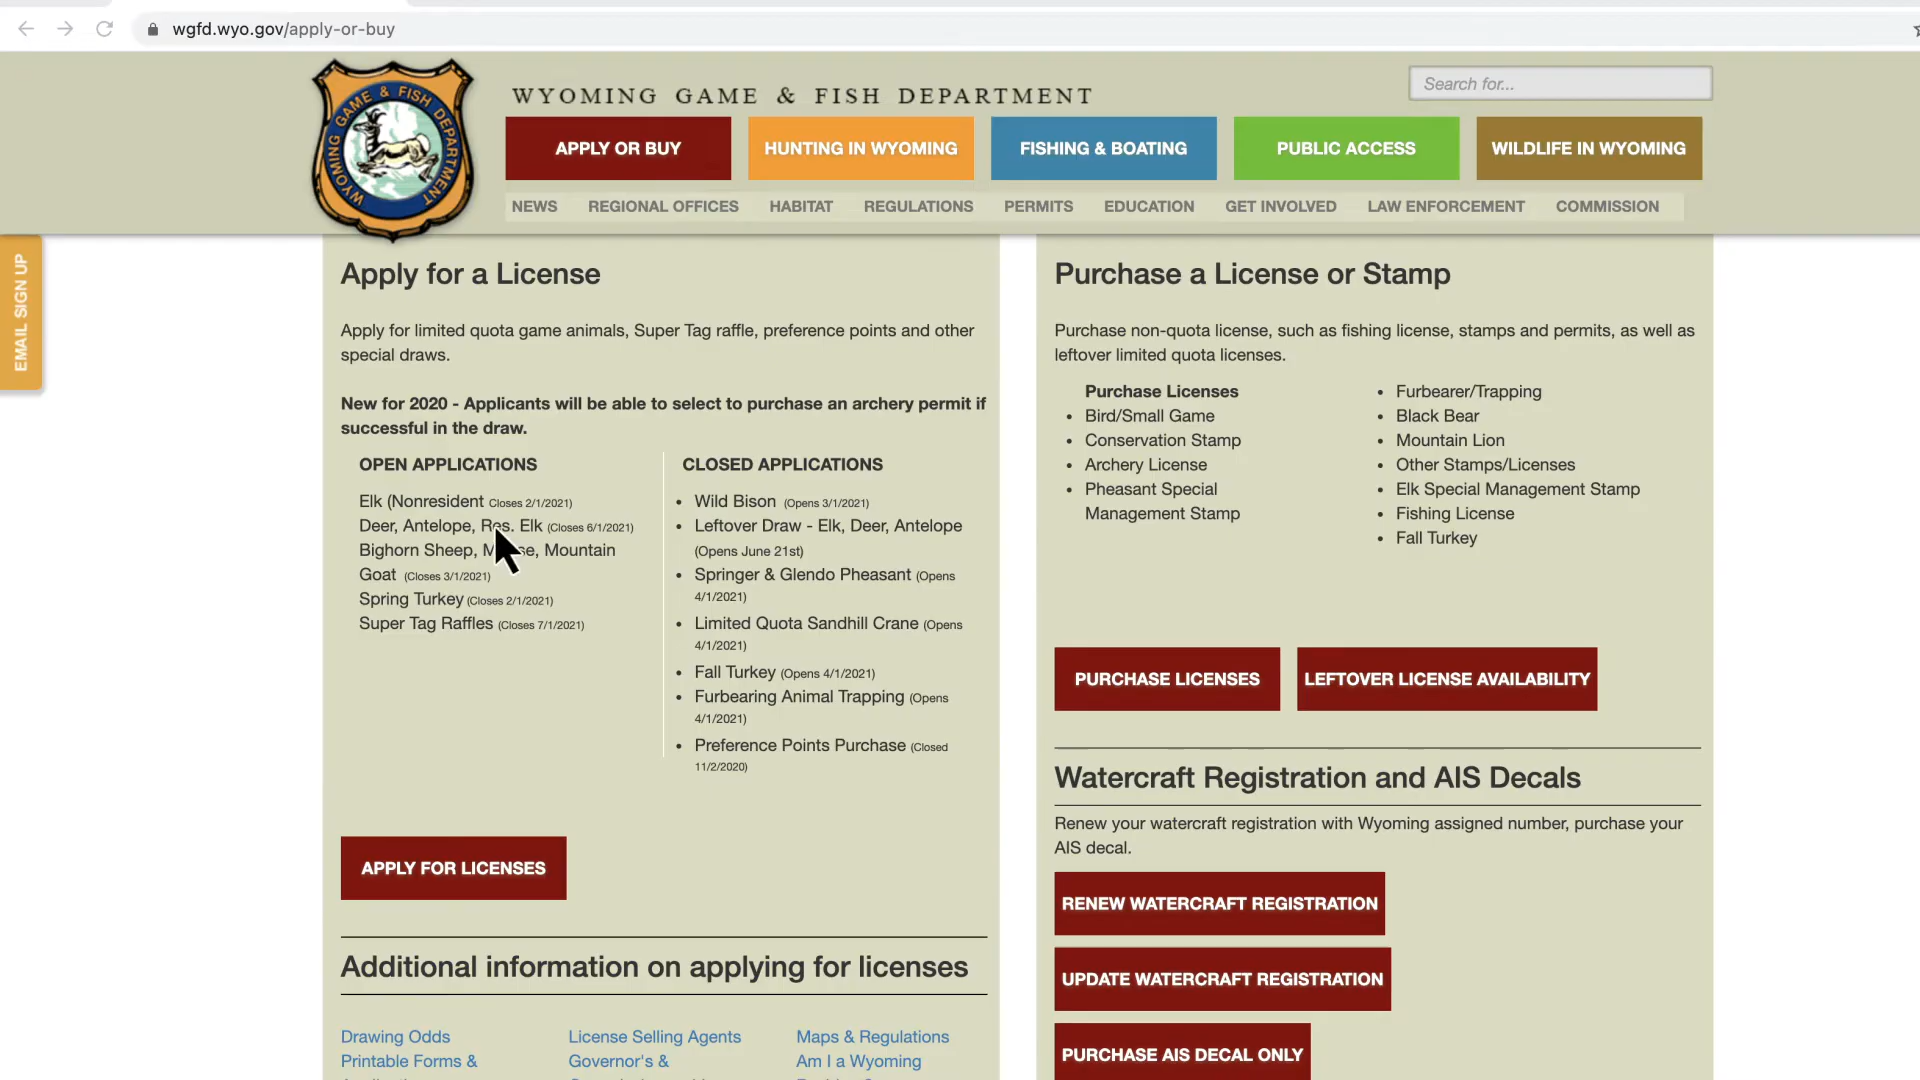 wgfd.wyo.gov/apply-or-buy
WYOMING GAME & FISH DEPARTMENT
WYOMING GAME & FISH DEPARTMENT
Search for...
APPLY OR BUY
HUNTING IN WYOMING
FISHING & BOATING
PUBLIC ACCESS
WILDLIFE IN WYOMING
NEWS REGIONAL OFFICES HABITAT REGULATIONS PERMITS EDUCATION GET INVOLVED LAW ENFORCEMENT COMMISSION
EMAIL SIGN UP
Apply for a License
Apply for limited quota game animals, Super Tag raffle, preference points and other
special draws.
New for 2020 - Applicants will be able to select to purchase an archery permit if
successful in the draw.
OPEN APPLICATIONS
Elk (Nonresident Closes 2/1/2021)
Deer, Antelope, Res. Elk (Closes 6/1/2021)
Bighorn Sheep, Moose, Mountain
Goat (Closes 3/1/2021)
Spring Turkey (Closes 2/1/2021)
Super Tag Raffles (Closes 7/1/2021)
CLOSED APPLICATIONS
• Wild Bison (Opens 3/1/2021)
• Leftover Draw - Elk, Deer, Antelope
(Opens June 21st)
• Springer & Glendo Pheasant (Opens
4/1/2021)
• Limited Quota Sandhill Crane (Opens
4/1/2021)
• Fall Turkey (Opens 4/1/2021)
• Furbearing Animal Trapping (Opens
4/1/2021)
• Preference Points Purchase (Closed
11/2/2020)
APPLY FOR LICENSES
Additional information on applying for licenses
Drawing Odds
Printable Forms &
License Selling Agents
Governor's &
Maps & Regulations
Am I a Wyoming
Purchase a License or Stamp
Purchase non-quota license, such as fishing license, stamps and permits, as well as
leftover limited quota licenses.
Purchase Licenses
• Bird/Small Game
• Conservation Stamp
• Archery License
• Pheasant Special
Management Stamp
• Furbearer/Trapping
• Black Bear
• Mountain Lion
• Other Stamps/Licenses
• Elk Special Management Stamp
• Fishing License
• Fall Turkey
PURCHASE LICENSES
LEFTOVER LICENSE AVAILABILITY
Watercraft Registration and AIS Decals
Renew your watercraft registration with Wyoming assigned number, purchase your
AIS decal.
RENEW WATERCRAFT REGISTRATION
UPDATE WATERCRAFT REGISTRATION
PURCHASE AIS DECAL ONLY